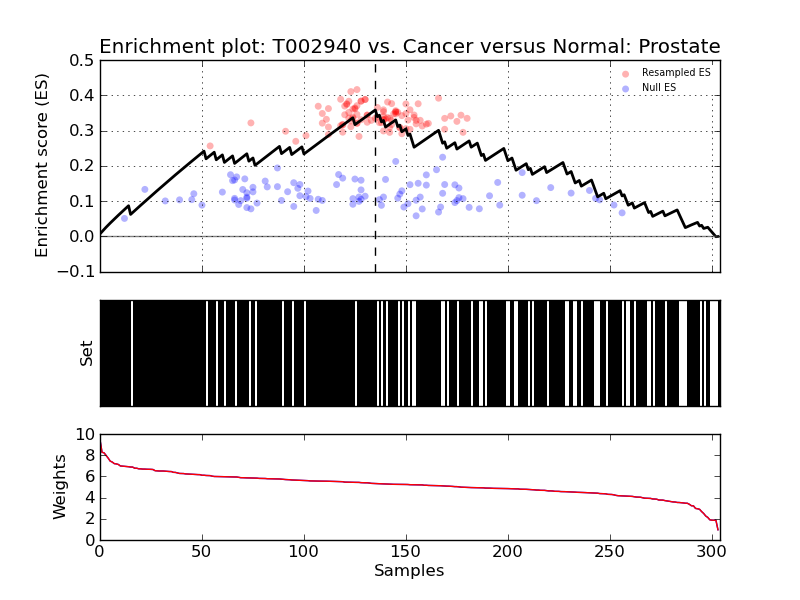 Enrichment plot: T002940 vs. Cancer versus Normal: Prostate
0.5
0.4
0.3
0.2
0.1
0.0
−0.1
Enrichment score (ES)
Resampled ES
Null ES
Set
10
8
6
4
2
0
Weights
0 50 100 150 200 250 300
Samples